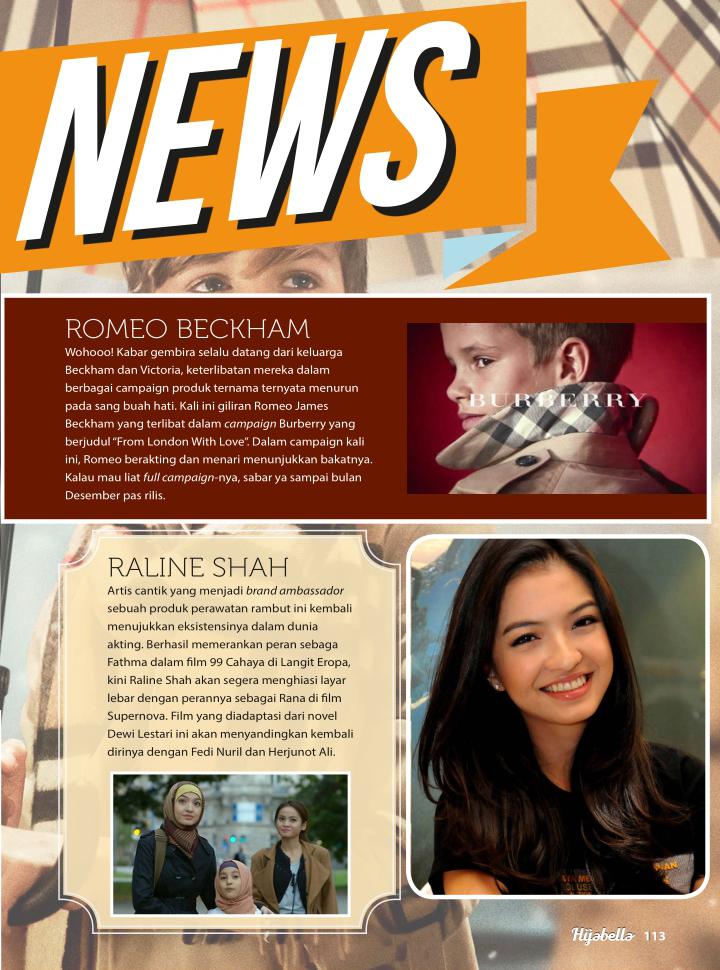 NEWS
ROMEO BECKHAM
Wohooo! Kabar gembira selalu datang dari keluarga
Beckham dan Victoria, keterlibatan mereka dalam
berbagai campaign produk ternama ternyata menurun
pada sang buah hati. Kali ini giliran Romeo James
Beckham yang terlibat dalam campaign Burberry yang
berjudul “From London With Love”. Dalam campaign kali
ini, Romeo berakting dan menari menunjukkan bakatnya.
Kalau mau liat full campaign-nya, sabar ya sampai bulan
Desember pas rilis.
BURBERRY
RALINE SHAH
Artis cantik yang menjadi brand ambassador
sebuah produk perawatan rambut ini kembali
menujukkan eksistensinya dalam dunia
akting. Berhasil memerankan peran sebaga
Fathma dalam film 99 Cahaya di Langit Eropa,
kini Raline Shah akan segera menghiasi layar
lebar dengan perannya sebagai Rana di film
Supernova. Film yang diadaptasi dari novel
Dewi Lestari ini akan menyandingkan kembali
dirinya dengan Fedi Nuril dan Herjunot Ali.
Hijabella 113